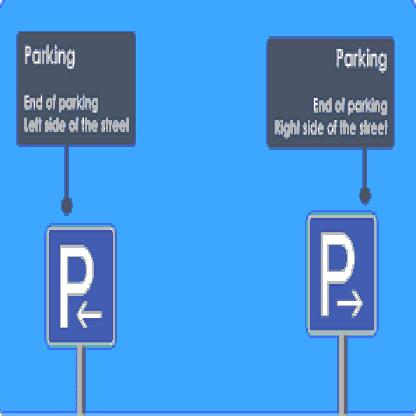 Parking
End of parking
Left side of the street
Parking
End of parking
Right side of the street
P
P